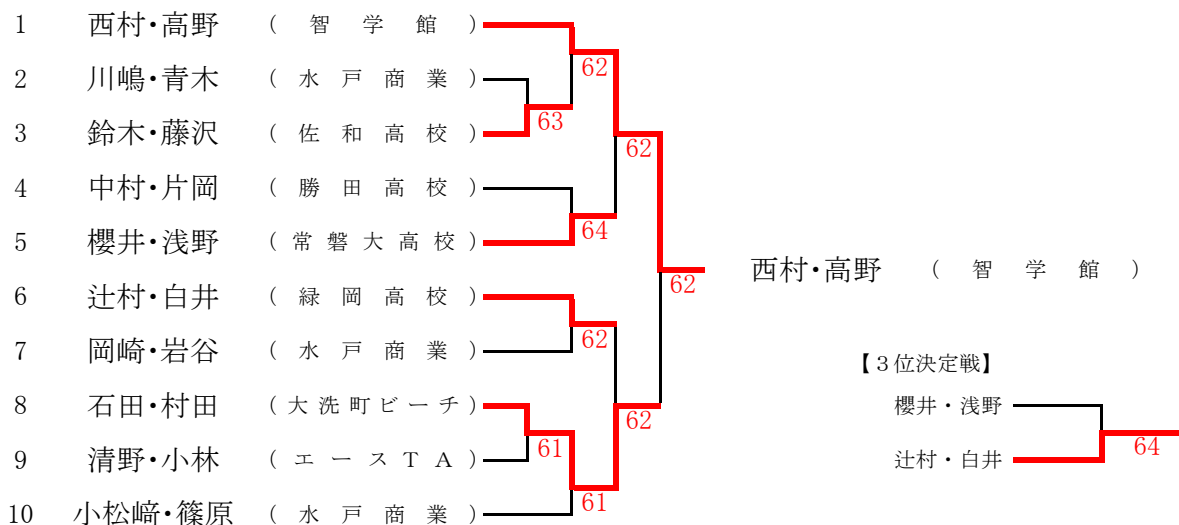 1 西村・高野 ( 智 学 館 )
62
2 川嶋・青木 ( 水 戸 商 業 )
63
3 鈴木・藤沢 ( 佐 和 高 校 )
62
4 中村・片岡 ( 勝 田 高 校 )
64
5 櫻井・浅野 ( 常 磐 大 高 校 )
62
西村・高野 ( 智 学 館 )
6 辻村・白井 ( 緑 岡 高 校 )
62
7 岡崎・岩谷 ( 水 戸 商 業 )
8 石田・村田 ( 大 洗 町 ビ ー チ )
62
61
9 清野・小林 ( エ ー ス T A )
61
10 小松﨑・篠原 ( 水 戸 商 業 )
【３位決定戦】
櫻井・浅野
64
辻村・白井